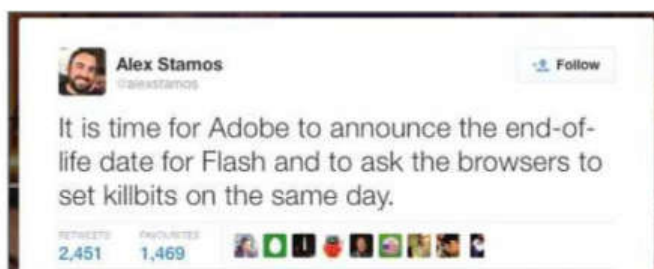 Alex Stamos
@alexstamos
Follow
It is time for Adobe to announce the end-of-
life date for Flash and to ask the browsers to
set killbits on the same day.
RETWEETS FAVOURITES
2,451 1,469